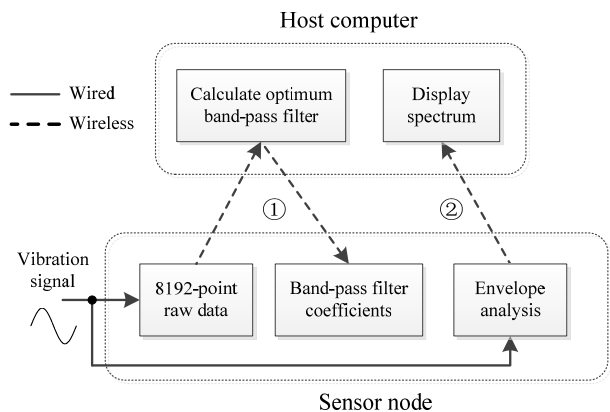 Host computer
Wired
Wireless
Calculate optimum
band-pass filter
Display
spectrum
①
②
Vibration
signal
8192-point
raw data
Band-pass filter
coefficients
Envelope
analysis
Sensor node